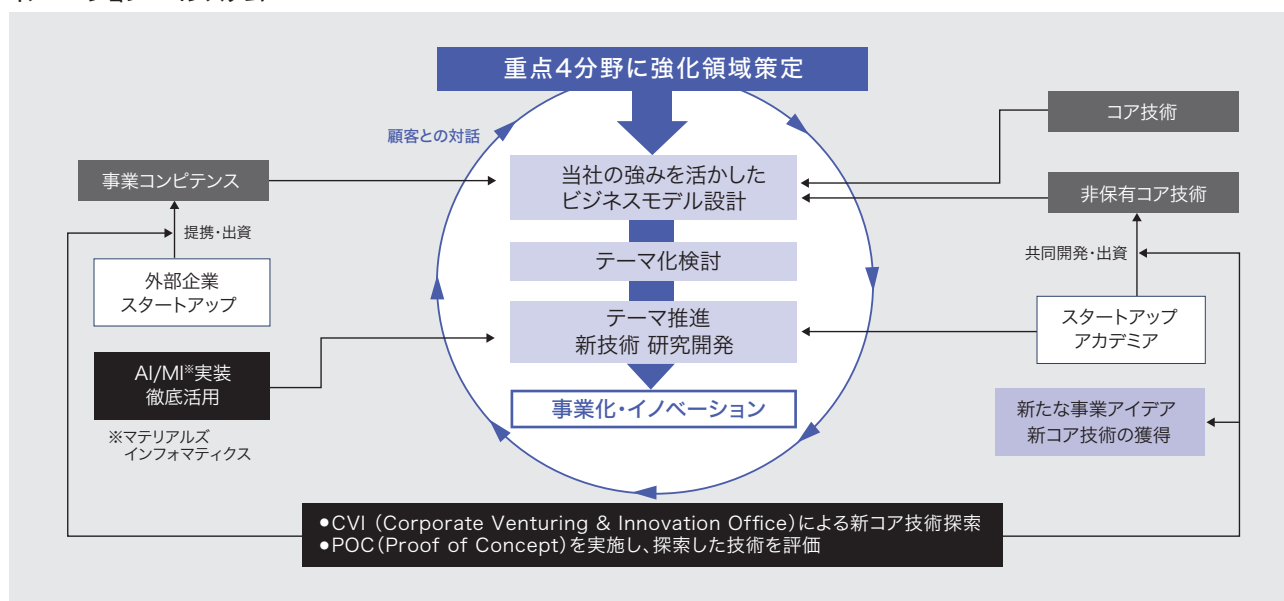 重点4分野に強化領域策定
顧客との対話
コア技術
事業コンピテンス
当社の強みを活かした
ビジネスモデル設計
非保有コア技術
提携・出資
共同開発・出資
テーマ化検討
外部企業
スタートアップ
テーマ推進
新技術 研究開発
スタートアップ
アカデミア
AI/MI※実装
徹底活用
事業化・イノベーション
新たな事業アイデア
新コア技術の獲得
※マテリアルズ
インフォマティクス
●CVI (Corporate Venturing & Innovation Office)による新コア技術探索
●POC(Proof of Concept)を実施し、探索した技術を評価